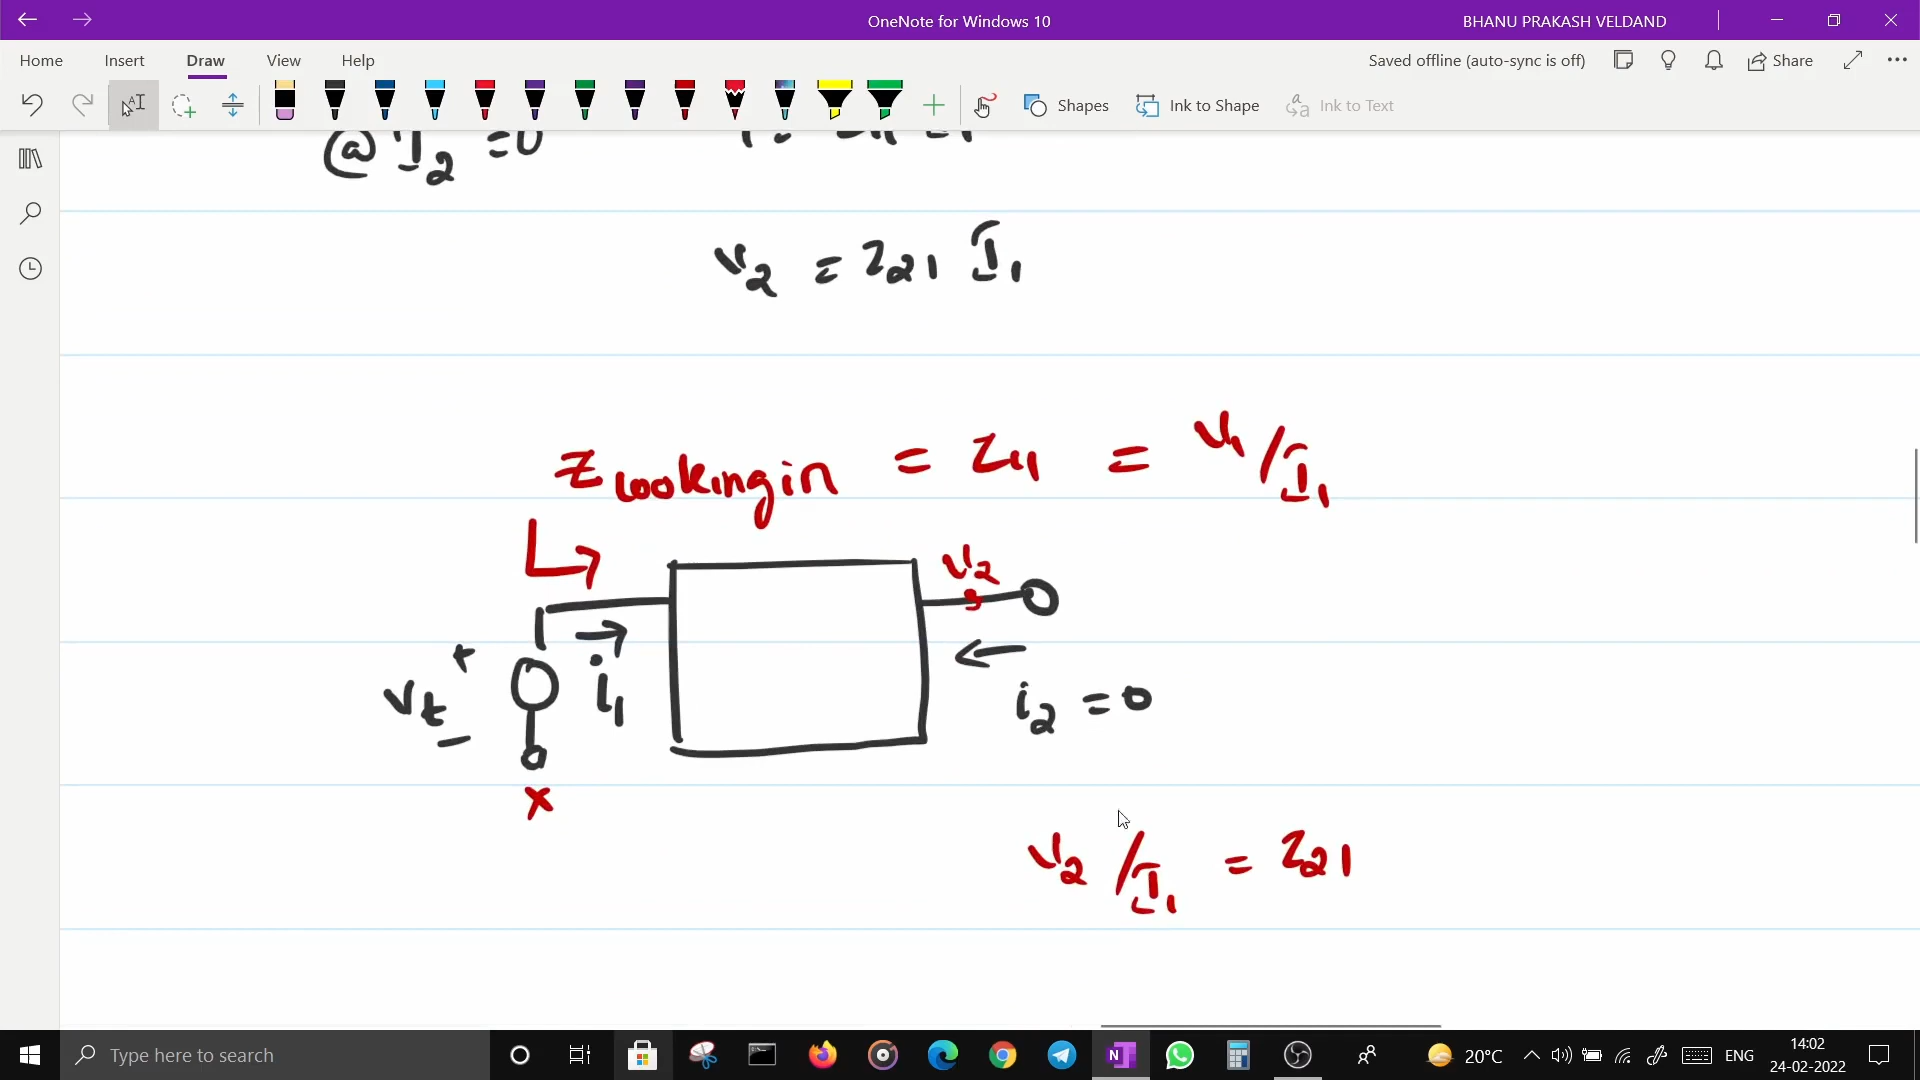 OneNote for Windows 10
BHANU PRAKASH VELDAND
Home Insert Draw View Help
Saved offline (auto-sync is off) Share
Shapes Ink to Shape Ink to Text
@ I2 =0
V2 = Z21 I1
Z looking in = Z11 = V1/I1
V2
Vt + - i1
i2 = 0
x
V2/I1 = Z21
Type here to search
20°C ENG 14:02
24-02-2022